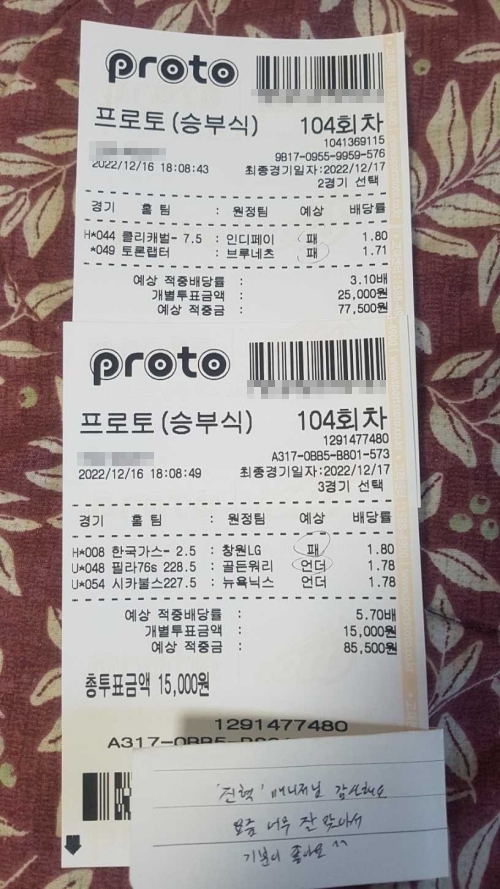 proto
프로토(승부식) 104회차
1041369115
9B17-0955-9959-576
2022/12/16 18:08:43 최종경기일자:2022/12/17
2경기 선택
경기 홈 팀 : 원정팀 예상 배당률
H*044 클리캐벌- 7.5 : 인디페이 패 1.80
*049 토론랩터 : 브루네츠 패 1.71
예상 적중배당률 : 3.10배
개별투표금액 : 25,000원
예상 적중금 : 77,500원
proto
프로토(승부식) 104회차
1291477480
A317-0BB5-B801-573
2022/12/16 18:08:49 최종경기일자:2022/12/17
3경기 선택
경기 홈 팀 : 원정팀 예상 배당률
H*008 한국가스- 2.5 : 창원LG 패 1.80
U*048 필라76s 228.5 : 골든워리 언더 1.78
U*054 시카불스227.5 : 뉴욕닉스 언더 1.78
예상 적중배당률 : 5.70배
개별투표금액 : 15,000원
예상 적중금 : 85,500원
총투표금액 15,000원
1291477480
A317-0BB5-B801
'진혁' 매니저님 감사해요
요즘 너무 잘 맞아서
기분이 좋아요 ^^